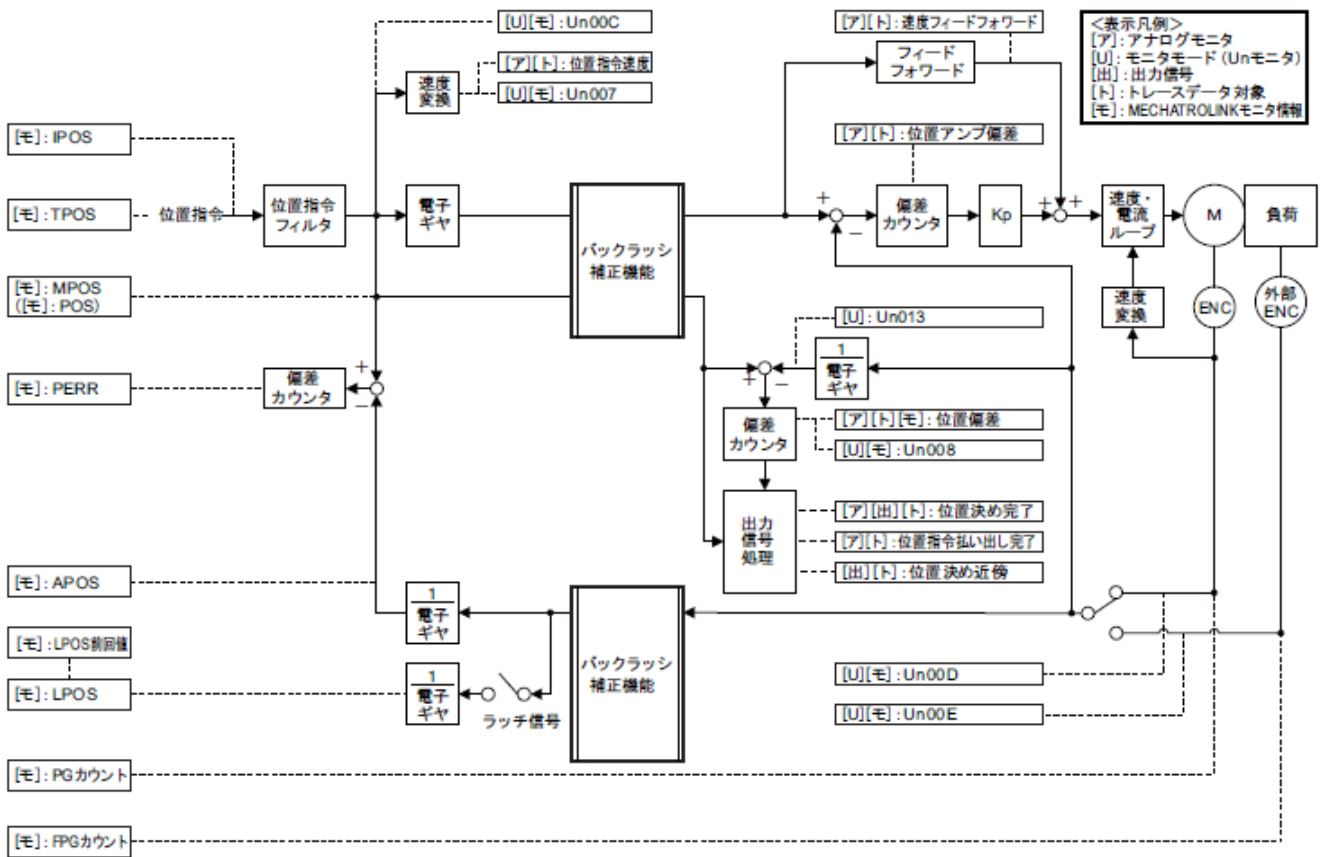 [U][モ]：Un00C
[ア][ト]：位置指令速度
[U][モ]：Un007
速度
変換
[ア][ト]：速度フィードフォワード
フィード
フォワード
＜表示凡例＞
[ア]：アナログモニタ
[U]：モニタモード（Unモニタ）
[出]：出力信号
[ト]：トレースデータ対象
[モ]：MECHATROLINKモニタ情報
[モ]：IPOS
[モ]：TPOS
位置指令
位置指令
フィルタ
電子
ギヤ
バックラッシ
補正機能
[ア][ト]：位置アンプ偏差
＋
－
偏差
カウンタ
Kp
＋
＋
速度・
電流
ループ
M
負荷
速度
変換
ENC
外部
ENC
[モ]：MPOS
（[モ]：POS）
[U]：Un013
1
電子
ギヤ
＋
－
[モ]：PERR
偏差
カウンタ
＋
－
偏差
カウンタ
[ア][ト][モ]：位置偏差
[U][モ]：Un008
出力
信号
処理
[ア][出][ト]：位置決め完了
[ア][ト]：位置指令払い出し完了
[出][ト]：位置決め近傍
[モ]：APOS
1
電子
ギヤ
バックラッシ
補正機能
[モ]：LPOS前回値
[モ]：LPOS
1
電子
ギヤ
ラッチ信号
[U][モ]：Un00D
[U][モ]：Un00E
[モ]：PGカウント
[モ]：FPGカウント